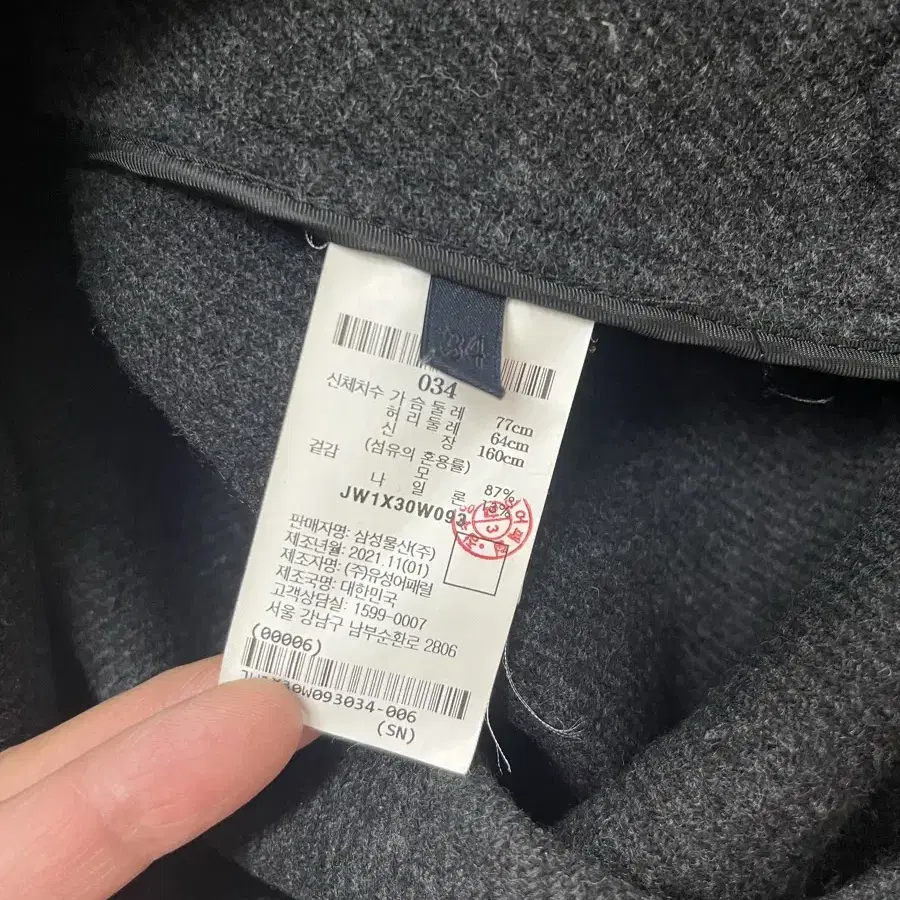 34
034
신체치수 가슴둘레 77cm
허리둘레 64cm
신 장 160cm
(섬유의 혼용률)
겉감 모 87%
나 일 론
JW1X30W093
판매자명: 삼성물산(주)
제조년월: 2021.11(01)
제조자명: (주)유성어패럴
제조국명: 대한민국
고객상담실: 1599-0007
서울 강남구 남부순환로 2806
(00006)
JW1X30W093034-006
(SN)